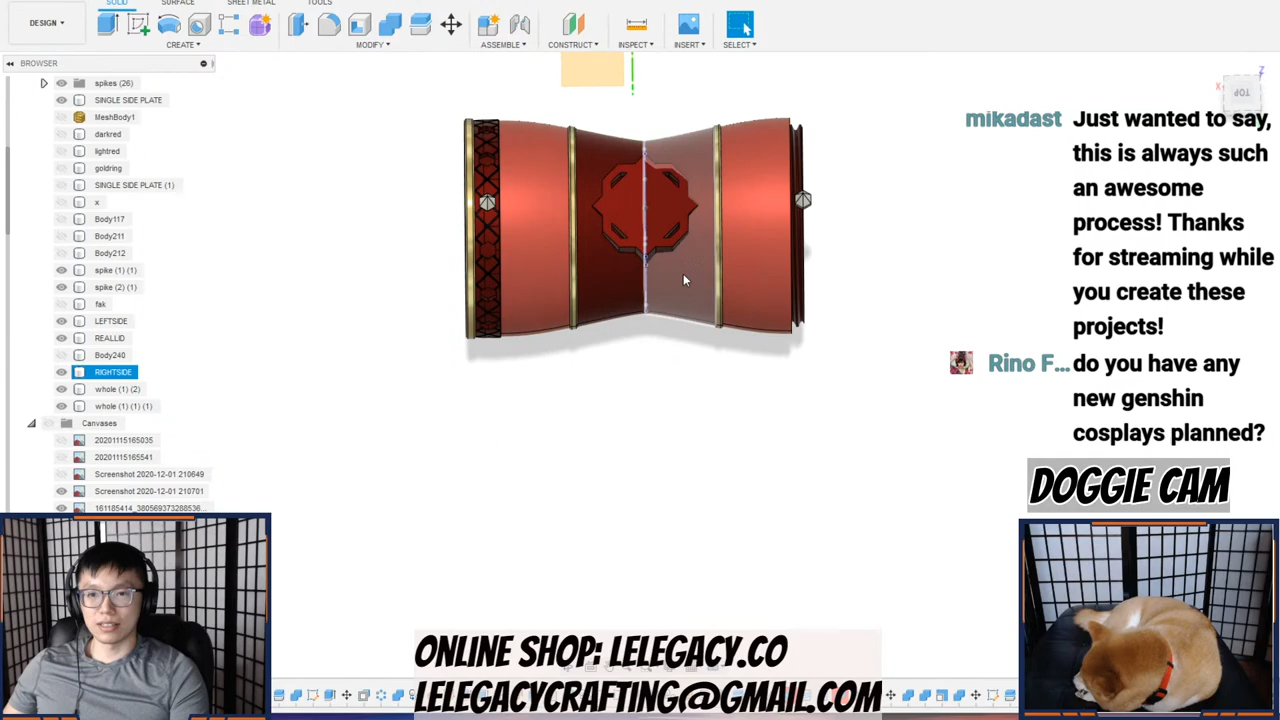 SOLID
SURFACE
SHEET METAL
TOOLS
DESIGN
CREATE
MODIFY
ASSEMBLE
CONSTRUCT
INSPECT
INSERT
SELECT
BROWSER
spikes (26)
SINGLE SIDE PLATE
MeshBody1
darkred
lightred
goldring
SINGLE SIDE PLATE (1)
x
Body117
Body211
Body212
spike (1) (1)
spike (2) (1)
fak
LEFTSIDE
REALLID
Body240
RIGHTSIDE
whole (1) (2)
whole (1) (1) (1)
Canvases
20201115165035
20201115165541
Screenshot 2020-12-01 210649
Screenshot 2020-12-01 210701
161185414_380569373288536...
Z
X
TOP
mikadast Just wanted to say,
this is always such
an awesome
process! Thanks
for streaming while
you create these
projects!
Rino F... do you have any
new genshin
cosplays planned?
DOGGIE CAM
ONLINE SHOP: LELEGACY.CO
LELEGACYCRAFTING@GMAIL.COM